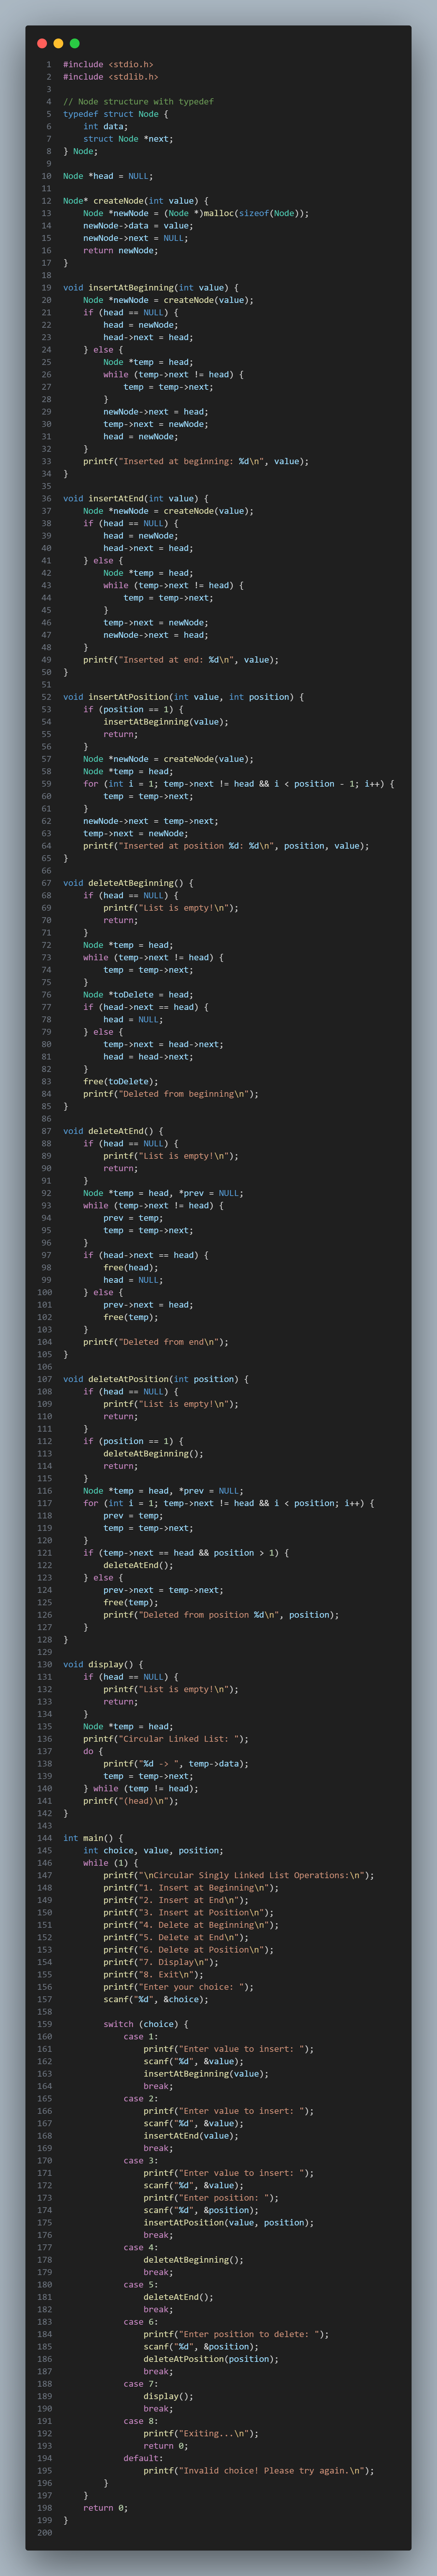 1 #include <stdio.h>
2 #include <stdlib.h>
3
4 // Node structure with typedef
5 typedef struct Node {
6     int data;
7     struct Node *next;
8 } Node;
9
10 Node *head = NULL;
11
12 Node* createNode(int value) {
13     Node *newNode = (Node *)malloc(sizeof(Node));
14     newNode->data = value;
15     newNode->next = NULL;
16     return newNode;
17 }
18
19 void insertAtBeginning(int value) {
20     Node *newNode = createNode(value);
21     if (head == NULL) {
22         head = newNode;
23         head->next = head;
24     } else {
25         Node *temp = head;
26         while (temp->next != head) {
27             temp = temp->next;
28         }
29         newNode->next = head;
30         temp->next = newNode;
31         head = newNode;
32     }
33     printf("Inserted at beginning: %d\n", value);
34 }
35
36 void insertAtEnd(int value) {
37     Node *newNode = createNode(value);
38     if (head == NULL) {
39         head = newNode;
40         head->next = head;
41     } else {
42         Node *temp = head;
43         while (temp->next != head) {
44             temp = temp->next;
45         }
46         temp->next = newNode;
47         newNode->next = head;
48     }
49     printf("Inserted at end: %d\n", value);
50 }
51
52 void insertAtPosition(int value, int position) {
53     if (position == 1) {
54         insertAtBeginning(value);
55         return;
56     }
57     Node *newNode = createNode(value);
58     Node *temp = head;
59     for (int i = 1; temp->next != head && i < position - 1; i++) {
60         temp = temp->next;
61     }
62     newNode->next = temp->next;
63     temp->next = newNode;
64     printf("Inserted at position %d: %d\n", position, value);
65 }
66
67 void deleteAtBeginning() {
68     if (head == NULL) {
69         printf("List is empty!\n");
70         return;
71     }
72     Node *temp = head;
73     while (temp->next != head) {
74         temp = temp->next;
75     }
76     Node *toDelete = head;
77     if (head->next == head) {
78         head = NULL;
79     } else {
80         temp->next = head->next;
81         head = head->next;
82     }
83     free(toDelete);
84     printf("Deleted from beginning\n");
85 }
86
87 void deleteAtEnd() {
88     if (head == NULL) {
89         printf("List is empty!\n");
90         return;
91     }
92     Node *temp = head, *prev = NULL;
93     while (temp->next != head) {
94         prev = temp;
95         temp = temp->next;
96     }
97     if (head->next == head) {
98         free(head);
99         head = NULL;
100     } else {
101         prev->next = head;
102         free(temp);
103     }
104     printf("Deleted from end\n");
105 }
106
107 void deleteAtPosition(int position) {
108     if (head == NULL) {
109         printf("List is empty!\n");
110         return;
111     }
112     if (position == 1) {
113         deleteAtBeginning();
114         return;
115     }
116     Node *temp = head, *prev = NULL;
117     for (int i = 1; temp->next != head && i < position; i++) {
118         prev = temp;
119         temp = temp->next;
120     }
121     if (temp->next == head && position > 1) {
122         deleteAtEnd();
123     } else {
124         prev->next = temp->next;
125         free(temp);
126         printf("Deleted from position %d\n", position);
127     }
128 }
129
130 void display() {
131     if (head == NULL) {
132         printf("List is empty!\n");
133         return;
134     }
135     Node *temp = head;
136     printf("Circular Linked List: ");
137     do {
138         printf("%d -> ", temp->data);
139         temp = temp->next;
140     } while (temp != head);
141     printf("(head)\n");
142 }
143
144 int main() {
145     int choice, value, position;
146     while (1) {
147         printf("\nCircular Singly Linked List Operations:\n");
148         printf("1. Insert at Beginning\n");
149         printf("2. Insert at End\n");
150         printf("3. Insert at Position\n");
151         printf("4. Delete at Beginning\n");
152         printf("5. Delete at End\n");
153         printf("6. Delete at Position\n");
154         printf("7. Display\n");
155         printf("8. Exit\n");
156         printf("Enter your choice: ");
157         scanf("%d", &choice);
158
159         switch (choice) {
160             case 1:
161                 printf("Enter value to insert: ");
162                 scanf("%d", &value);
163                 insertAtBeginning(value);
164                 break;
165             case 2:
166                 printf("Enter value to insert: ");
167                 scanf("%d", &value);
168                 insertAtEnd(value);
169                 break;
170             case 3:
171                 printf("Enter value to insert: ");
172                 scanf("%d", &value);
173                 printf("Enter position: ");
174                 scanf("%d", &position);
175                 insertAtPosition(value, position);
176                 break;
177             case 4:
178                 deleteAtBeginning();
179                 break;
180             case 5:
181                 deleteAtEnd();
182                 break;
183             case 6:
184                 printf("Enter position to delete: ");
185                 scanf("%d", &position);
186                 deleteAtPosition(position);
187                 break;
188             case 7:
189                 display();
190                 break;
191             case 8:
192                 printf("Exiting...\n");
193                 return 0;
194             default:
195                 printf("Invalid choice! Please try again.\n");
196         }
197     }
198     return 0;
199 }
200